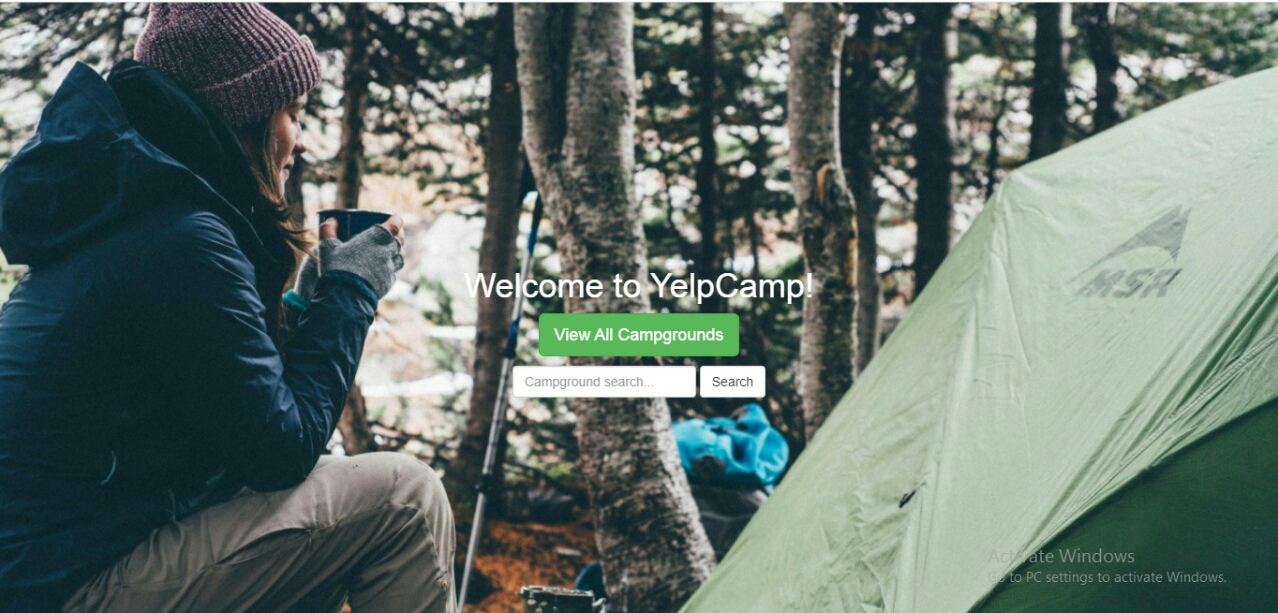 Welcome to YelpCamp!
View All Campgrounds
Campground search... Search
MSR
Activate Windows
Go to PC settings to activate Windows.